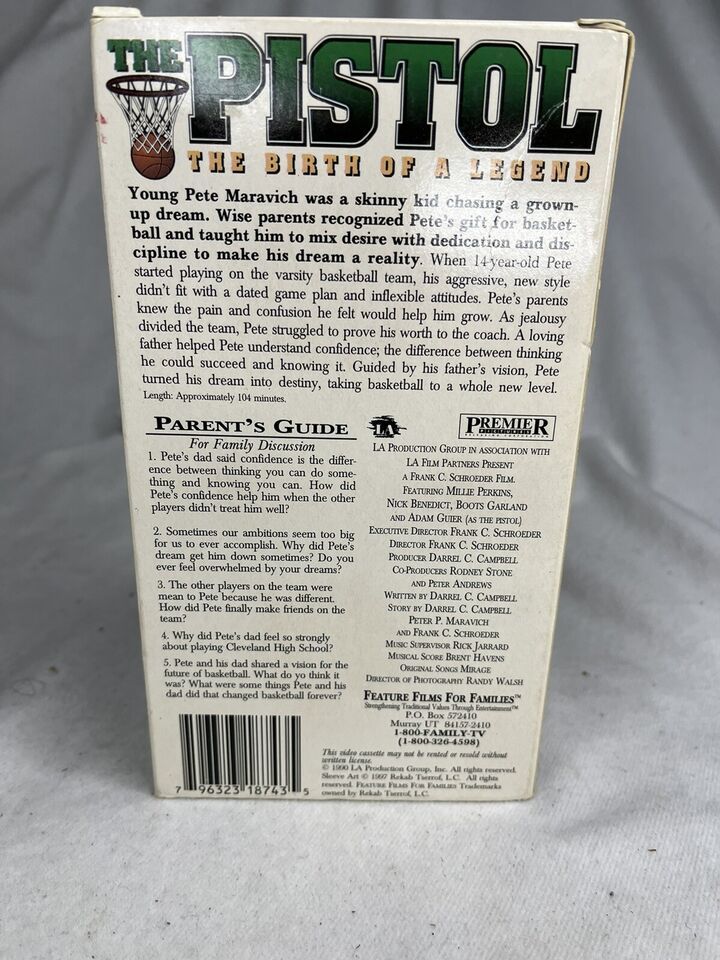 THE PISTOL
THE BIRTH OF A LEGEND
Young Pete Maravich was a skinny kid chasing a grown-
up dream. Wise parents recognized Pete's gift for basket-
ball and taught him to mix desire with dedication and dis-
cipline to make his dream a reality. When 14-year-old Pete
started playing on the varsity basketball team, his aggressive, new style
didn't fit with a dated game plan and inflexible attitudes. Pete's parents
knew the pain and confusion he felt would help him grow. As jealousy
divided the team, Pete struggled to prove his worth to the coach. A loving
father helped Pete understand confidence; the difference between thinking
he could succeed and knowing it. Guided by his father's vision, Pete
turned his dream into destiny, taking basketball to a whole new level.
Length: Approximately 104 minutes.
PARENT'S GUIDE
For Family Discussion
1. Pete's dad said confidence is the differ-
ence between thinking you can do some-
thing and knowing you can. How did
Pete's confidence help him when the other
players didn't treat him well?
2. Sometimes our ambitions seem too big
for us to ever accomplish. Why did Pete's
dream get him down sometimes? Do you
ever feel overwhelmed by your dreams?
3. The other players on the team were
mean to Pete because he was different.
How did Pete finally make friends on the
team?
4. Why did Pete's dad feel so strongly
about playing Cleveland High School?
5. Pete and his dad shared a vision for the
future of basketball. What do yo think it
was? What were some things Pete and his
dad did that changed basketball forever?
7 96323 18743 5
LA
PREMIER
PICTURES
LA PRODUCTION GROUP IN ASSOCIATION WITH
LA FILM PARTNERS PRESENT
A FRANK C. SCHROEDER FILM.
FEATURING MILLIE PERKINS,
NICK BENEDICT, BOOTS GARLAND
AND ADAM GUIER (AS THE PISTOL)
EXECUTIVE DIRECTOR FRANK C. SCHROEDER
DIRECTOR FRANK C. SCHROEDER
PRODUCER DARREL C. CAMPBELL
CO-PRODUCERS RODNEY STONE
AND PETER ANDREWS
WRITTEN BY DARREL C. CAMPBELL
STORY BY DARREL C. CAMPBELL
PETER P. MARAVICH
AND FRANK C. SCHROEDER
MUSIC SUPERVISOR RICK JARRARD
MUSICAL SCORE BRENT HAVENS
ORIGINAL SONGS MIRAGE
DIRECTOR OF PHOTOGRAPHY RANDY WALSH
FEATURE FILMS FOR FAMILIES™
Strengthening Traditional Values Through Entertainment™
P.O. Box 572410
Murray UT 84157-2410
1-800-FAMILY-TV
(1-800-326-4598)
This video cassette may not be rented or resold without
written license.
© 1990 LA Production Group, Inc. All rights reserved.
Sleeve Art © 1997 Rekab Tserrof, L.C. All rights
reserved. FEATURE FILMS FOR FAMILIES Trademarks
owned by Rekab Tserrof, L.C.